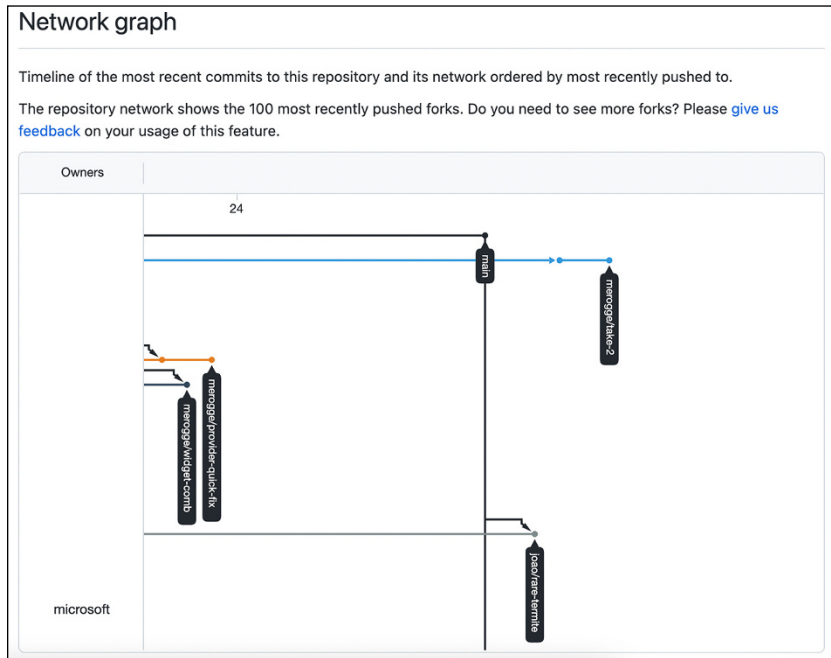 Network graph
Timeline of the most recent commits to this repository and its network ordered by most recently pushed to.
The repository network shows the 100 most recently pushed forks. Do you need to see more forks? Please give us
feedback on your usage of this feature.
Owners
24
main
merogge/take-2
merogge/provider-quick-fix
merogge/widget-comb
joao/rare-termite
microsoft